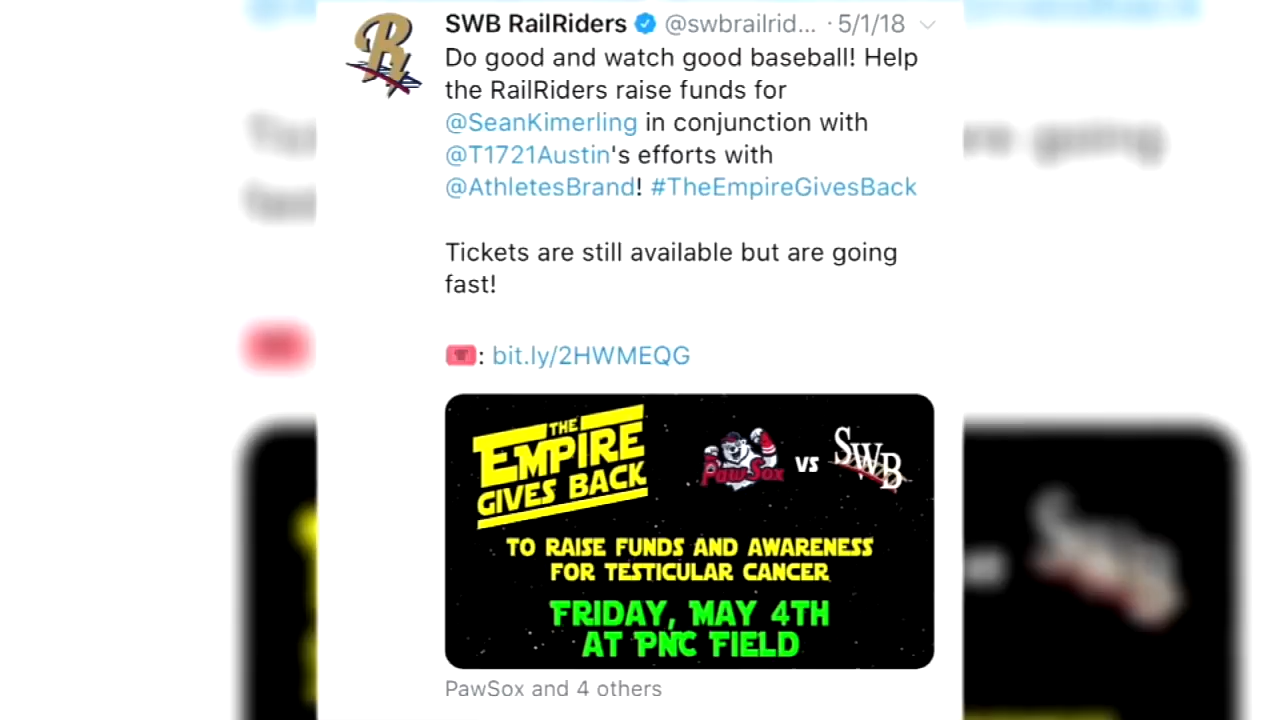 SWB RailRiders @swbrailrid... · 5/1/18
Do good and watch good baseball! Help
the RailRiders raise funds for
@SeanKimerling in conjunction with
@T1721Austin's efforts with
@AthletesBrand! #TheEmpireGivesBack
Tickets are still available but are going
fast!
: bit.ly/2HWMEQG
THE
EMPIRE
GIVES BACK
PawSox vs SWB
TO RAISE FUNDS AND AWARENESS
FOR TESTICULAR CANCER
FRIDAY, MAY 4TH
AT PNC FIELD
PawSox and 4 others